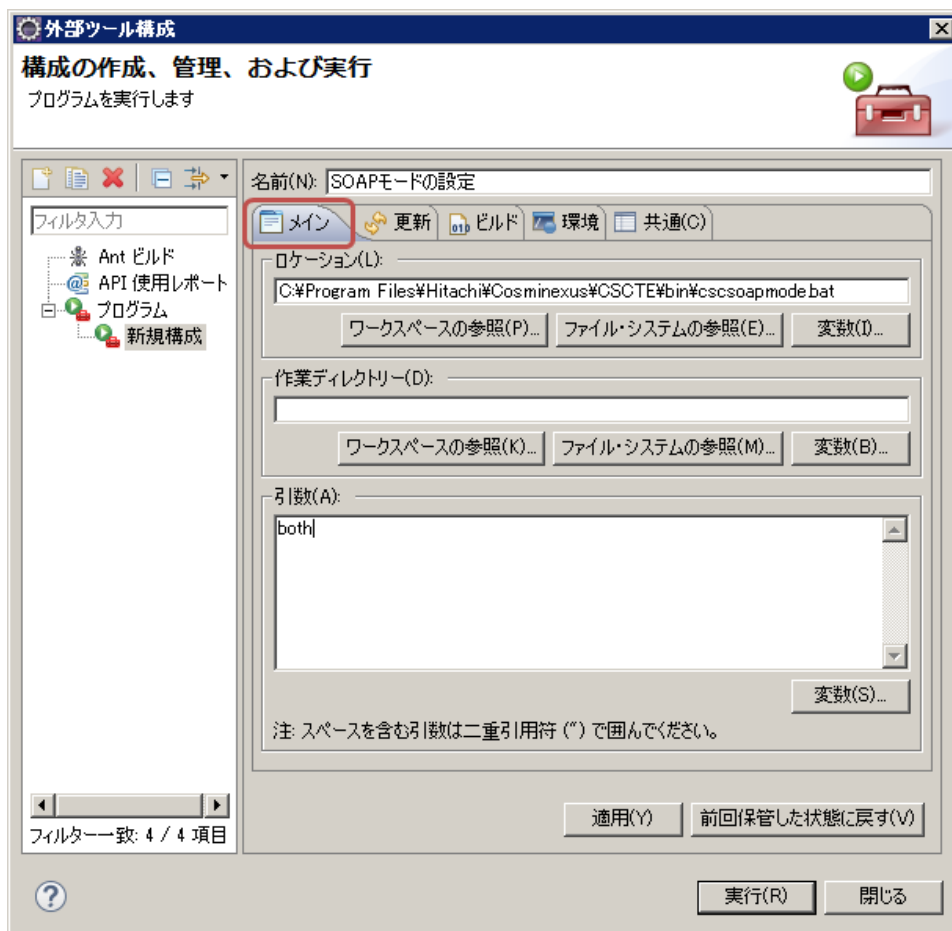 外部ツール構成
構成の作成、管理、および実行
プログラムを実行します
名前(N): SOAPモードの設定
フィルタ入力
メイン 更新 ビルド 環境 共通(C)
Ant ビルド
API 使用レポート
プログラム
新規構成
ロケーション(L):
C:¥Program Files¥Hitachi¥Cosminexus¥CSCTE¥bin¥cscsoapmode.bat
ワークスペースの参照(P)... ファイル・システムの参照(E)... 変数(I)...
作業ディレクトリー(D):
ワークスペースの参照(K)... ファイル・システムの参照(M)... 変数(B)...
引数(A):
both
変数(S)...
注: スペースを含む引数は二重引用符 (") で囲んでください。
フィルター一致: 4 / 4 項目
適用(Y) 前回保管した状態に戻す(V)
実行(R) 閉じる